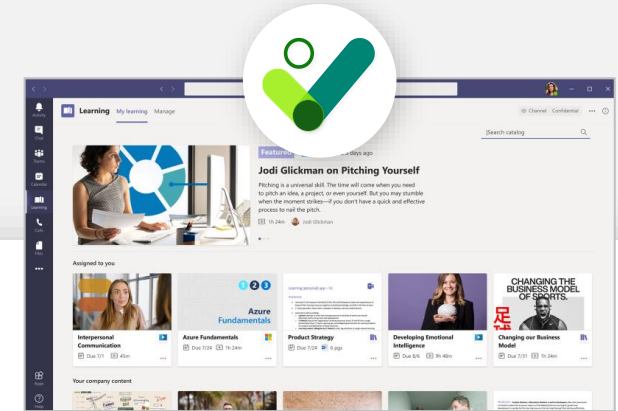 Activity
Chat
Teams
Calendar
Learning
Calls
Files
Learning My learning Manage
Channel Confidential
Search catalog
Featured
days ago
Jodi Glickman on Pitching Yourself
Pitching is a universal skill. The time will come when you need
to pitch an idea, a project, or even yourself. But you may stumble
when the moment strikes—if you don't have a quick and effective
process to nail the pitch.
1h 24m Jodi Glickman
Assigned to you
Interpersonal
Communication
Due 7/1 45m
1 2 3
Azure
Fundamentals
Azure Fundamentals
Due 7/24 1h 24m
Product Strategy
Due 7/24 6 pgs
Developing Emotional
Intelligence
Due 8/6 3h 48m
CHANGING THE
BUSINESS MODEL
OF SPORTS.
Changing our Business
Model
Due 7/31 1h 24m
Your company content
Help